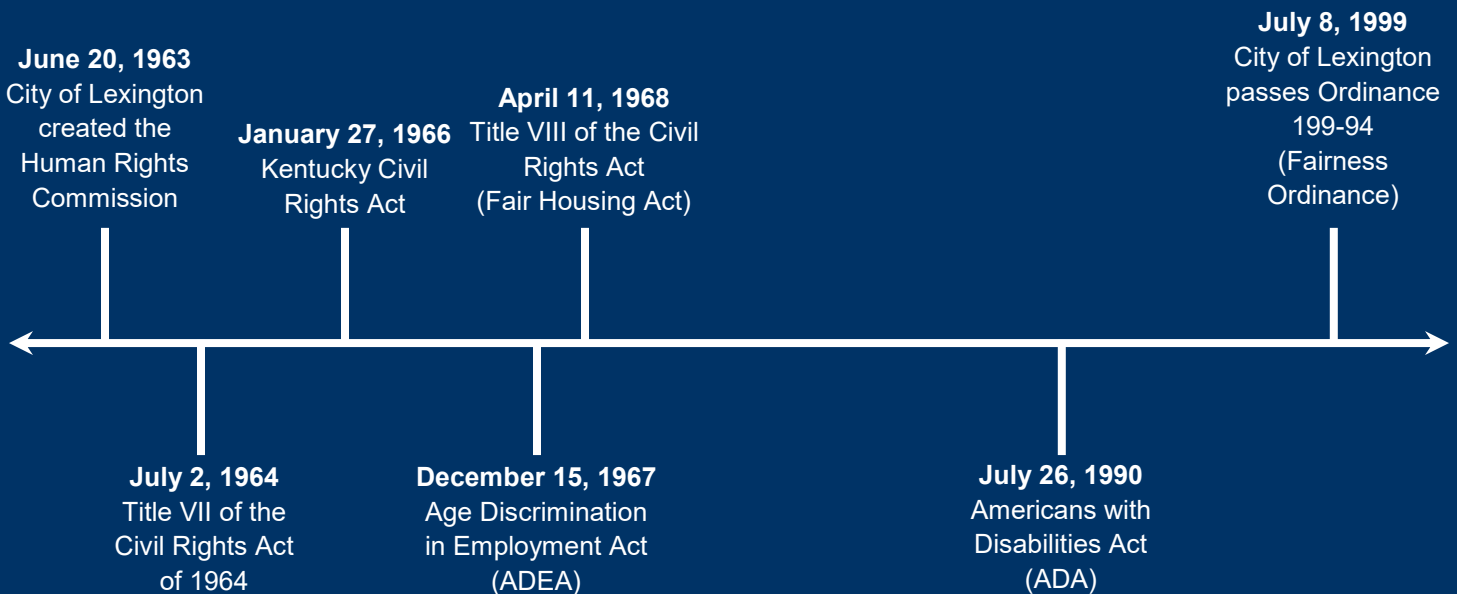 June 20, 1963
City of Lexington
created the
Human Rights
Commission
January 27, 1966
Kentucky Civil
Rights Act
April 11, 1968
Title VIII of the Civil
Rights Act
(Fair Housing Act)
July 8, 1999
City of Lexington
passes Ordinance
199-94
(Fairness
Ordinance)
July 2, 1964
Title VII of the
Civil Rights Act
of 1964
December 15, 1967
Age Discrimination
in Employment Act
(ADEA)
July 26, 1990
Americans with
Disabilities Act
(ADA)